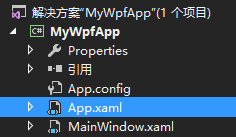 解决方案"MyWpfApp"(1 个项目)
C# MyWpfApp
Properties
引用
App.config
App.xaml
MainWindow.xaml